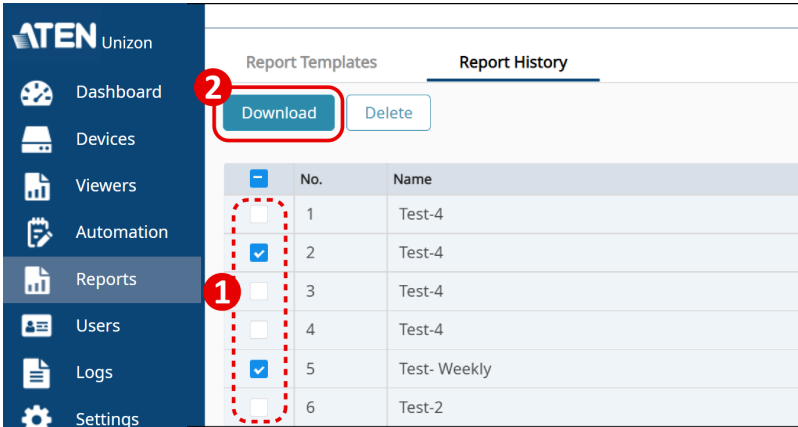 ATEN Unizon
Dashboard
Devices
Viewers
Automation
Reports
Users
Logs
Settings
Report Templates Report History
2
Download Delete
No. Name
1 Test-4
2 Test-4
3 Test-4
1
4 Test-4
5 Test- Weekly
6 Test-2